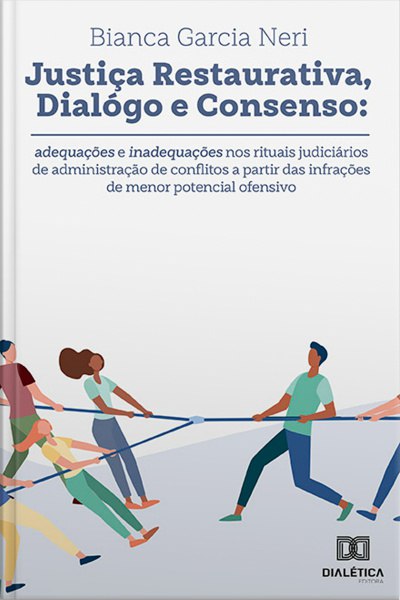 Bianca Garcia Neri
Justiça Restaurativa,
Dialógo e Consenso:
adequações e inadequações nos rituais judiciários
de administração de conflitos a partir das infrações
de menor potencial ofensivo
DIALÉTICA
EDITORA